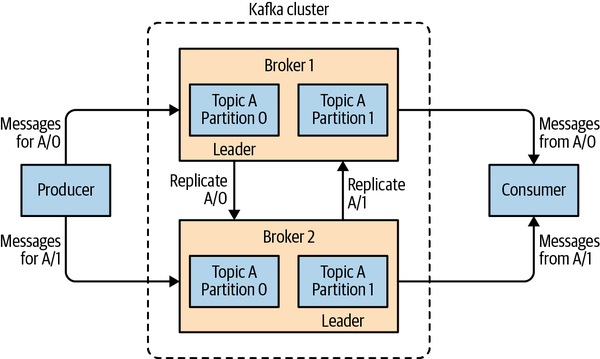 Kafka cluster
Broker 1
Topic A
Partition 0
Topic A
Partition 1
Leader
Messages
for A/0
Messages
from A/0
Producer
Replicate
A/0
Replicate
A/1
Consumer
Broker 2
Messages
for A/1
Messages
from A/1
Topic A
Partition 0
Topic A
Partition 1
Leader